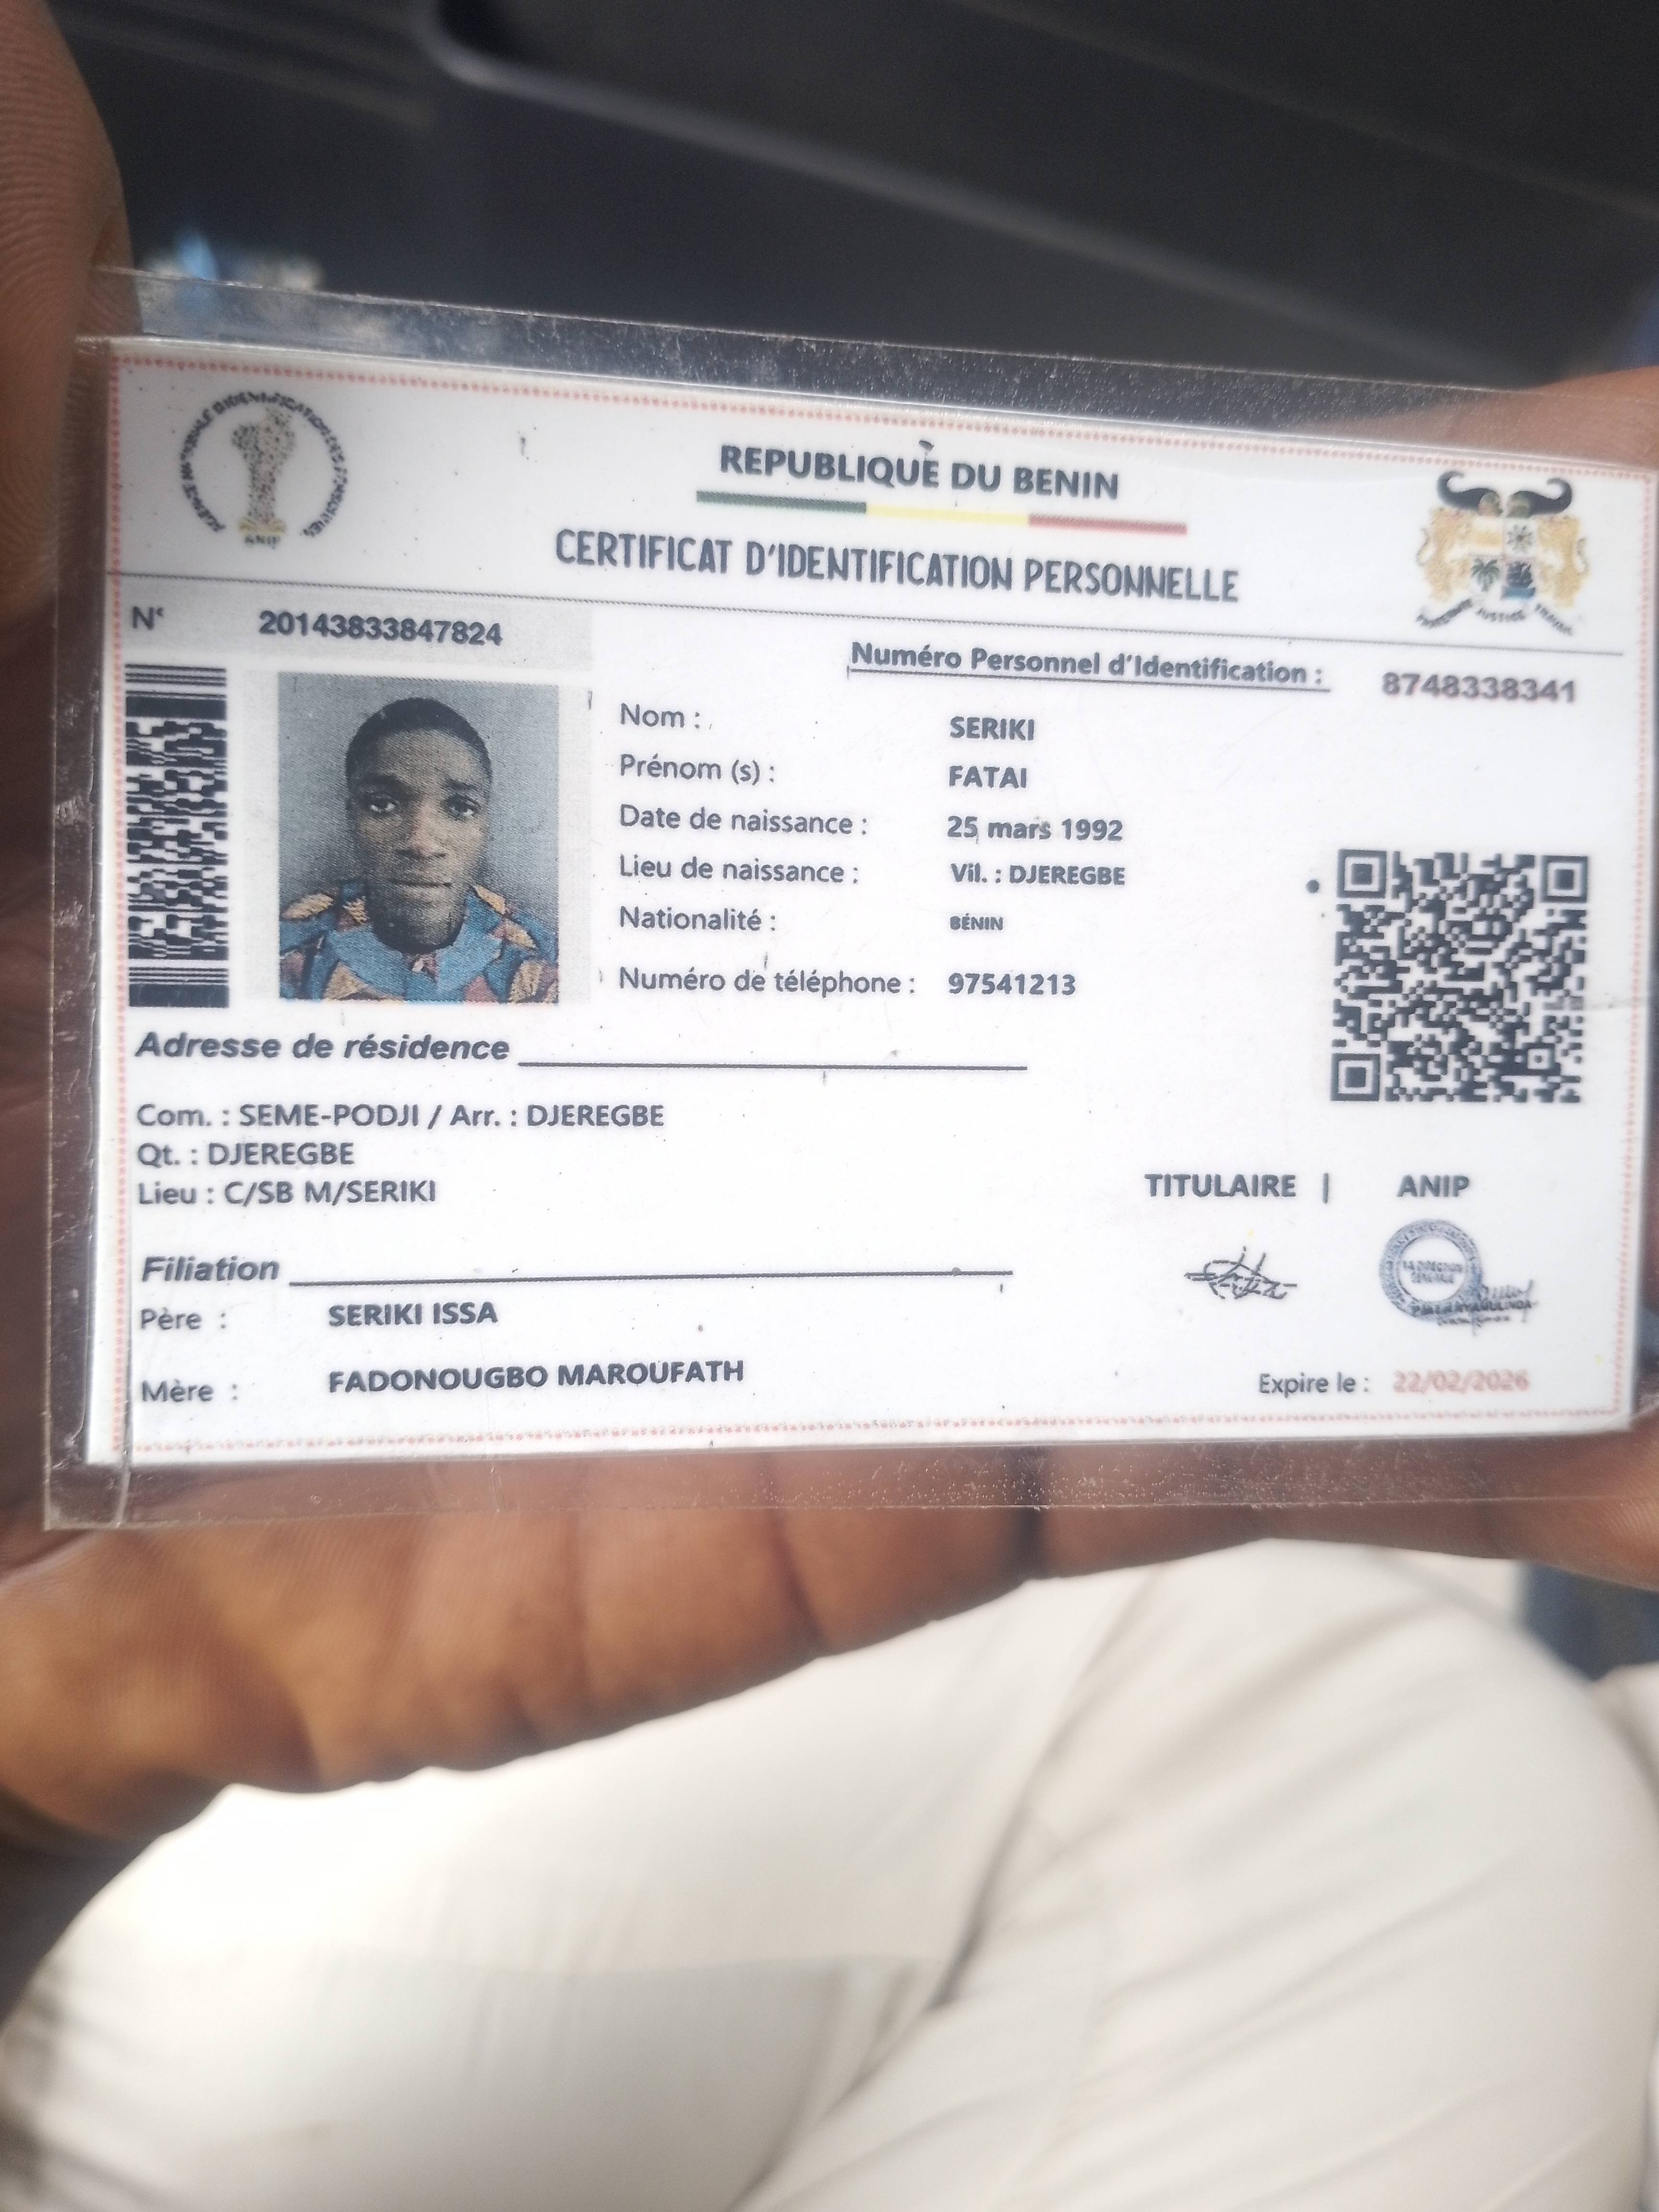 AGENCE NATIONALE D'IDENTIFICATION DES PERSONNES
ANIP
REPUBLIQUE DU BENIN
CERTIFICAT D'IDENTIFICATION PERSONNELLE
JUSTICE TRAVAIL
N° 20143833847824
Numéro Personnel d'Identification : 8748338341
Nom : SERIKI
Prénom (s) : FATAI
Date de naissance : 25 mars 1992
Lieu de naissance : Vil. : DJEREGBE
Nationalité : BÉNIN
Numéro de téléphone : 97541213
Adresse de résidence
Com. : SEME-PODJI / Arr. : DJEREGBE
Qt. : DJEREGBE
Lieu : C/SB M/SERIKI
TITULAIRE | ANIP
LA DIRECTION GENERALE
Filiation
Père : SERIKI ISSA
Mère : FADONOUGBO MAROUFATH
Expire le : 22/02/2026